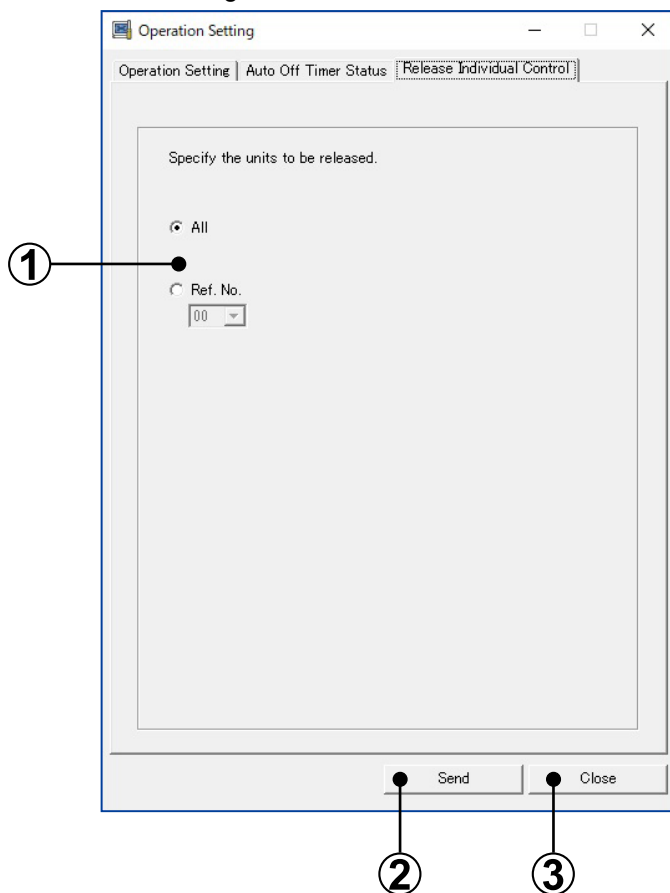 Operation Setting
Operation Setting Auto Off Timer Status Release Individual Control
Specify the units to be released.
All
1
Ref. No.
00
Send Close
2 3